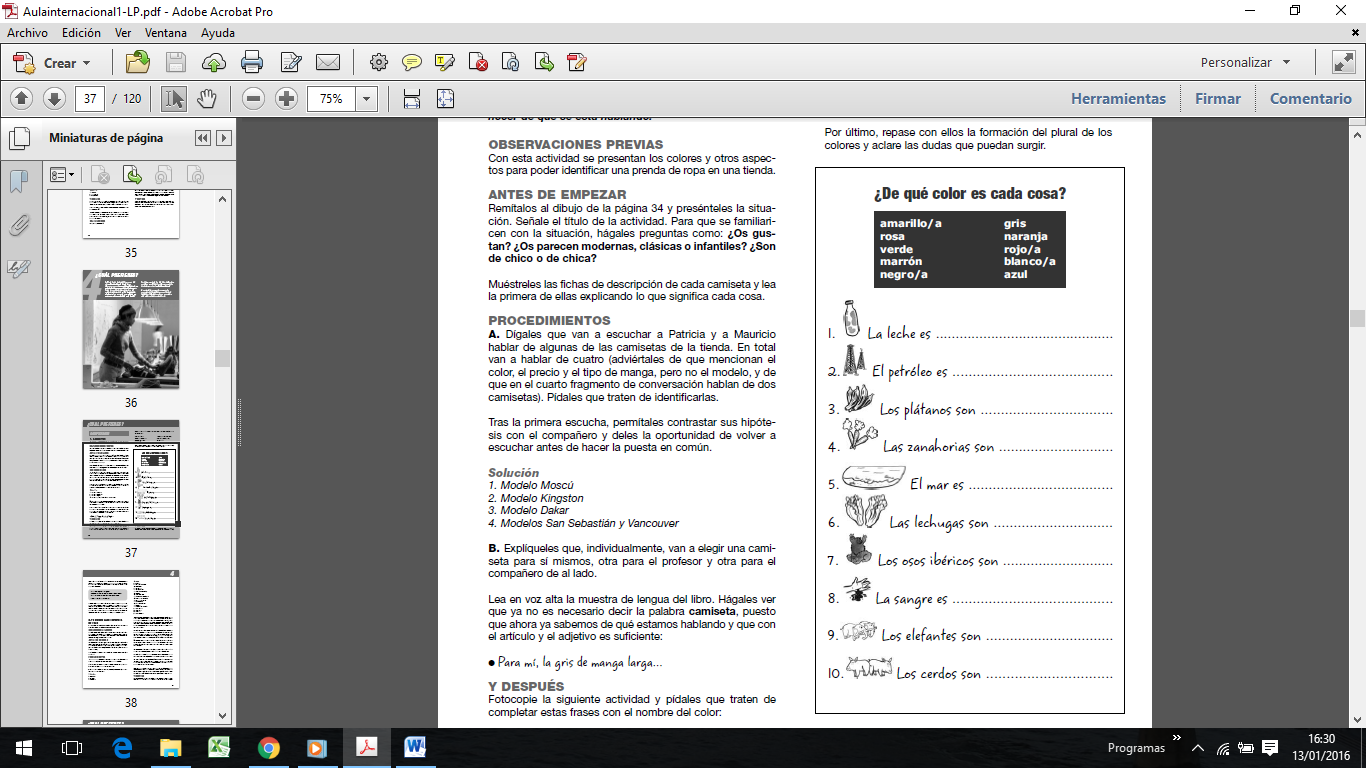 Aulainternacional1-LP.pdf - Adobe Acrobat Pro
Archivo Edición Ver Ventana Ayuda
Crear
Personalizar
37 / 120
75%
Herramientas Firmar Comentario
Miniaturas de página
35
¿CUÁL PREFIERES?
36
37
38
OBSERVACIONES PREVIAS
Con esta actividad se presentan los colores y otros aspec-
tos para poder identificar una prenda de ropa en una tienda.
ANTES DE EMPEZAR
Remítalos al dibujo de la página 34 y preséntelés la situa-
ción. Señale el título de la actividad. Para que se familiari-
cen con la situación, hágales preguntas como: ¿Os gus-
tan? ¿Os parecen modernas, clásicas o infantiles? ¿Son
de chico o de chica?
Muéstreles las fichas de descripción de cada camiseta y lea
la primera de ellas explicando lo que significa cada cosa.
PROCEDIMIENTOS
A. Dígales que van a escuchar a Patricia y a Mauricio
hablar de algunas de las camisetas de la tienda. En total
van a hablar de cuatro (adviértales de que mencionan el
color, el precio y el tipo de manga, pero no el modelo, y de
que en el cuarto fragmento de conversación hablan de dos
camisetas). Pídales que traten de identificarlas.
Tras la primera escucha, permítales contrastar sus hipóte-
sis con el compañero y deles la oportunidad de volver a
escuchar antes de hacer la puesta en común.
Solución
1. Modelo Moscú
2. Modelo Kingston
3. Modelo Dakar
4. Modelos San Sebastián y Vancouver
B. Explíqueles que, individualmente, van a elegir una cami-
seta para sí mismos, otra para el profesor y otra para el
compañero de al lado.
Lea en voz alta la muestra de lengua del libro. Hágales ver
que ya no es necesario decir la palabra camiseta, puesto
que ahora ya sabemos de qué estamos hablando y que con
el artículo y el adjetivo es suficiente:
● Para mí, la gris de manga larga...
Y DESPUÉS
Fotocopie la siguiente actividad y pídales que traten de
completar estas frases con el nombre del color:
Por último, repase con ellos la formación del plural de los
colores y aclare las dudas que puedan surgir.
¿De qué color es cada cosa?
amarillo/a gris
rosa naranja
verde rojo/a
marrón blanco/a
negro/a azul
1. La leche es ..............................................
2. El petróleo es ..........................................
3. Los plátanos son ..................................
4. Las zanahorias son .............................
5. El mar es .....................................
6. Las lechugas son ..............................
7. Los osos ibéricos son ............................
8. La sangre es .........................................
9. Los elefantes son ................................
10. Los cerdos son ................................
Programas
16:30
13/01/2016